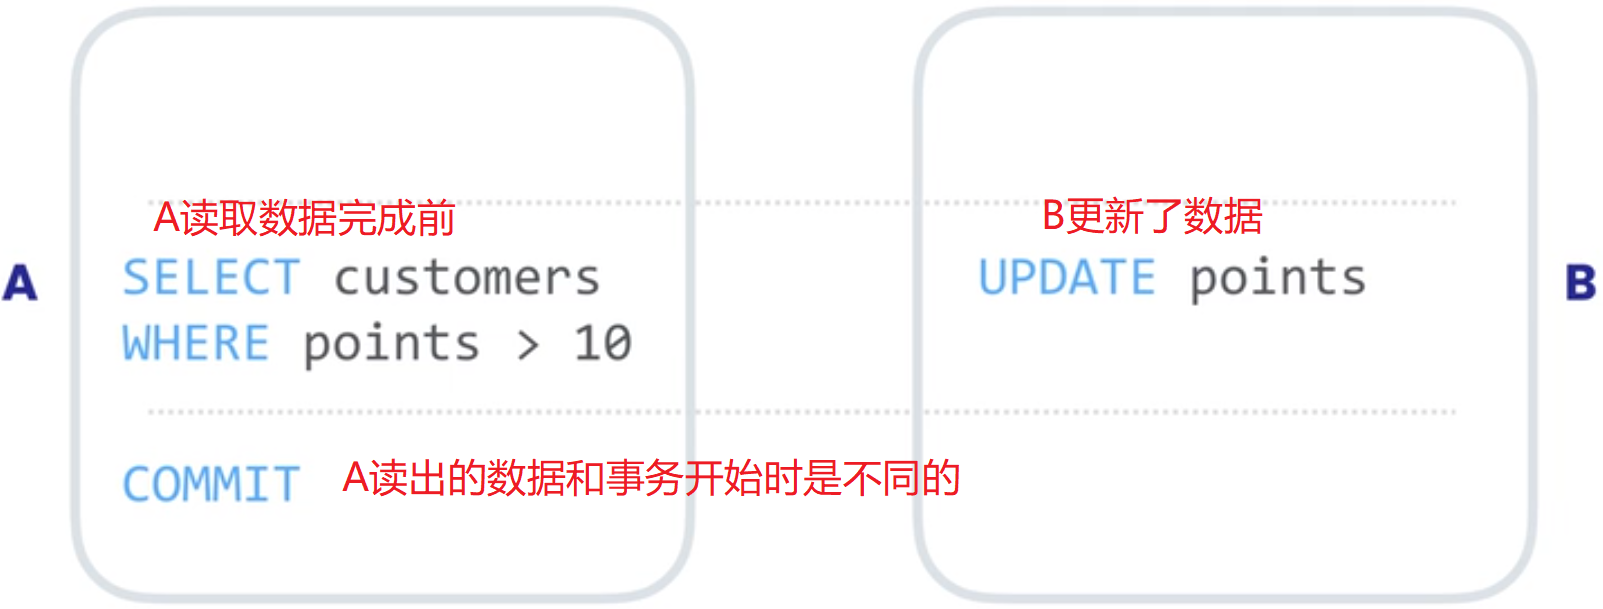 A读取数据完成前
B更新了数据
A
SELECT customers
WHERE points > 10
UPDATE points
B
COMMIT
A读出的数据和事务开始时是不同的